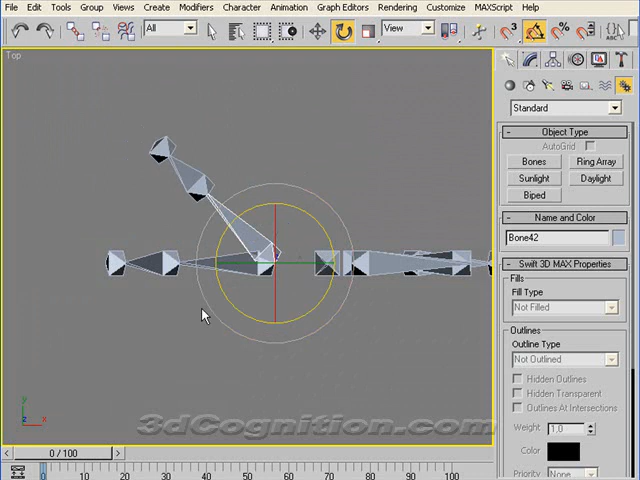 File Edit Tools Group Views Create Modifiers Character Animation Graph Editors Rendering Customize MAXScript
All View 3
Top
Standard
- Object Type
AutoGrid
Bones Ring Array
Sunlight Daylight
Biped
- Name and Color
Bone42
- Swift 3D MAX Properties
Fills
Fill Type
Not Filled
Outlines
Outline Type
Not Outlined
Hidden Outlines
Hidden Transparent
Outlines At Intersections
Weight 1.0
Color
Priority None
y
z x
3dCognition.com
0 / 100
0 10 20 30 40 50 60 70 80 90 100